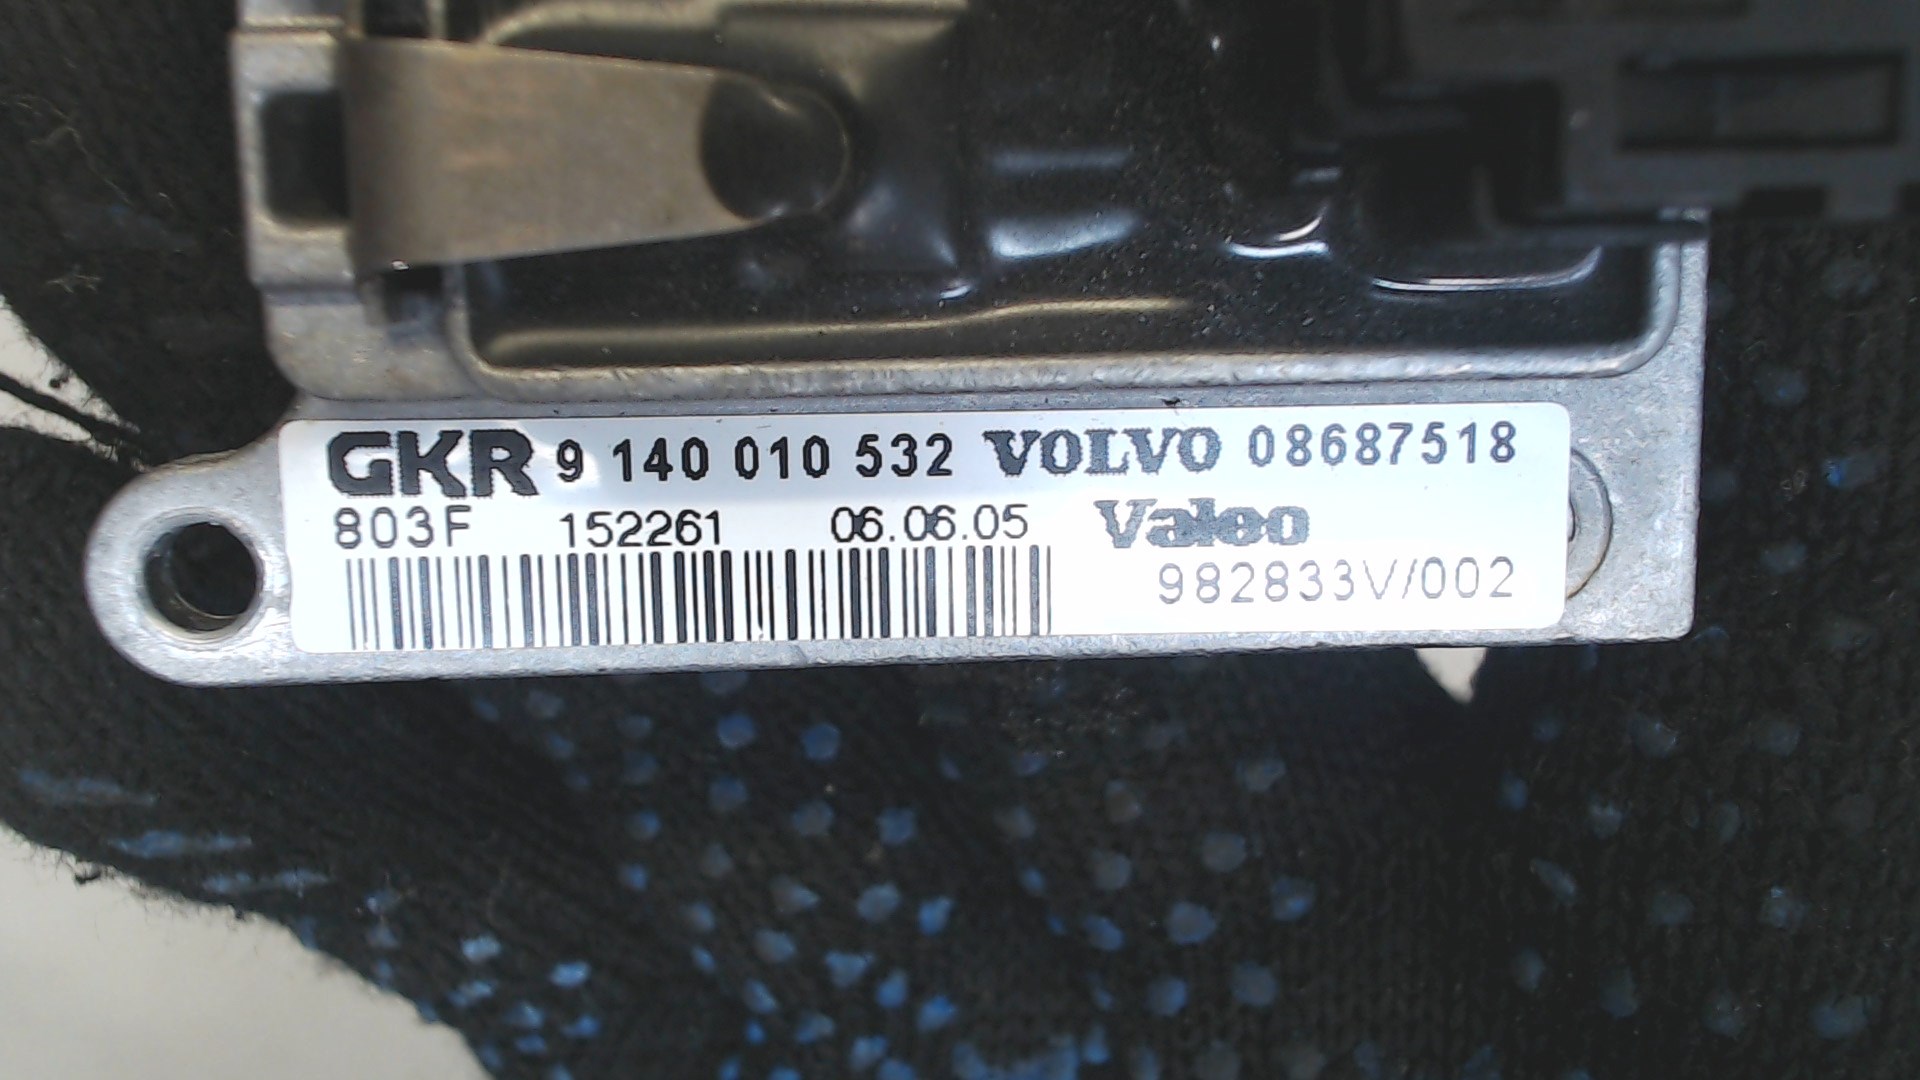 GKR 9 140 010 532 VOLVO 08687518
803F 152261 06.06.05 Valeo
982833V/002